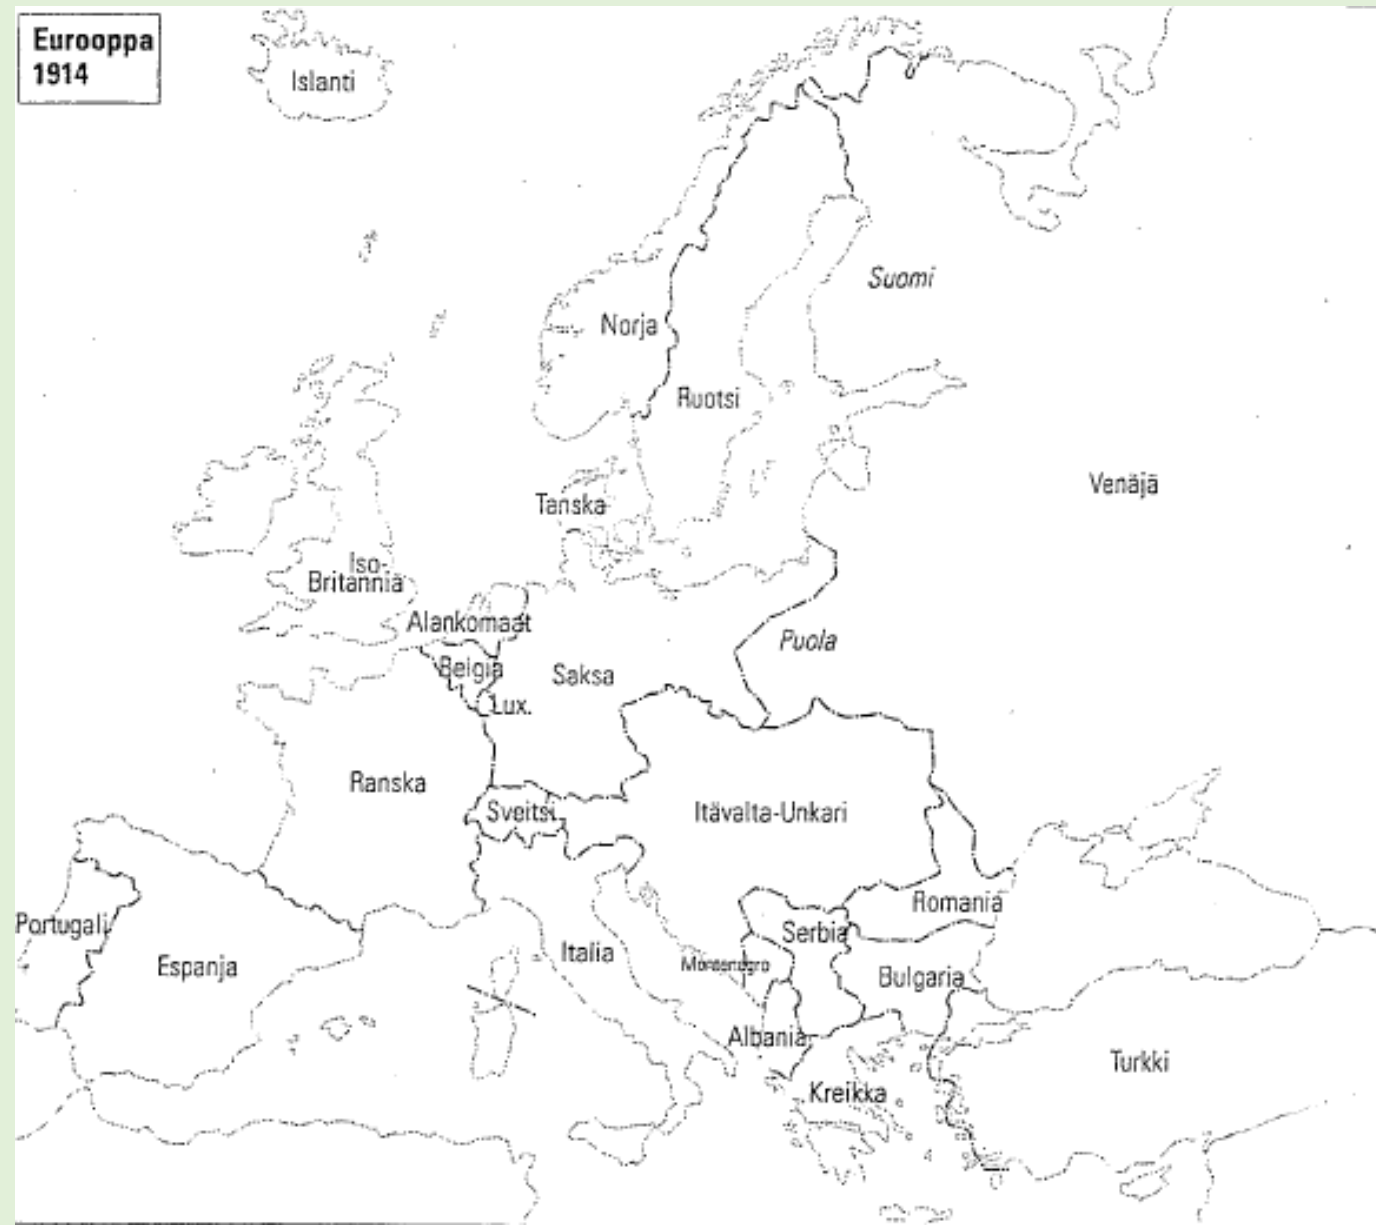 Eurooppa
1914
Islanti
Suomi
Norja
Ruotsi
Venäjä
Tanska
Iso-
Britannia
Alankomaat
Puola
Belgia
Saksa
Lux.
Ranska
Sveitsi
Itävalta-Unkari
Romania
Portugali
Serbia
Italia
Espanja
Montenegro
Bulgaria
Albania
Turkki
Kreikka